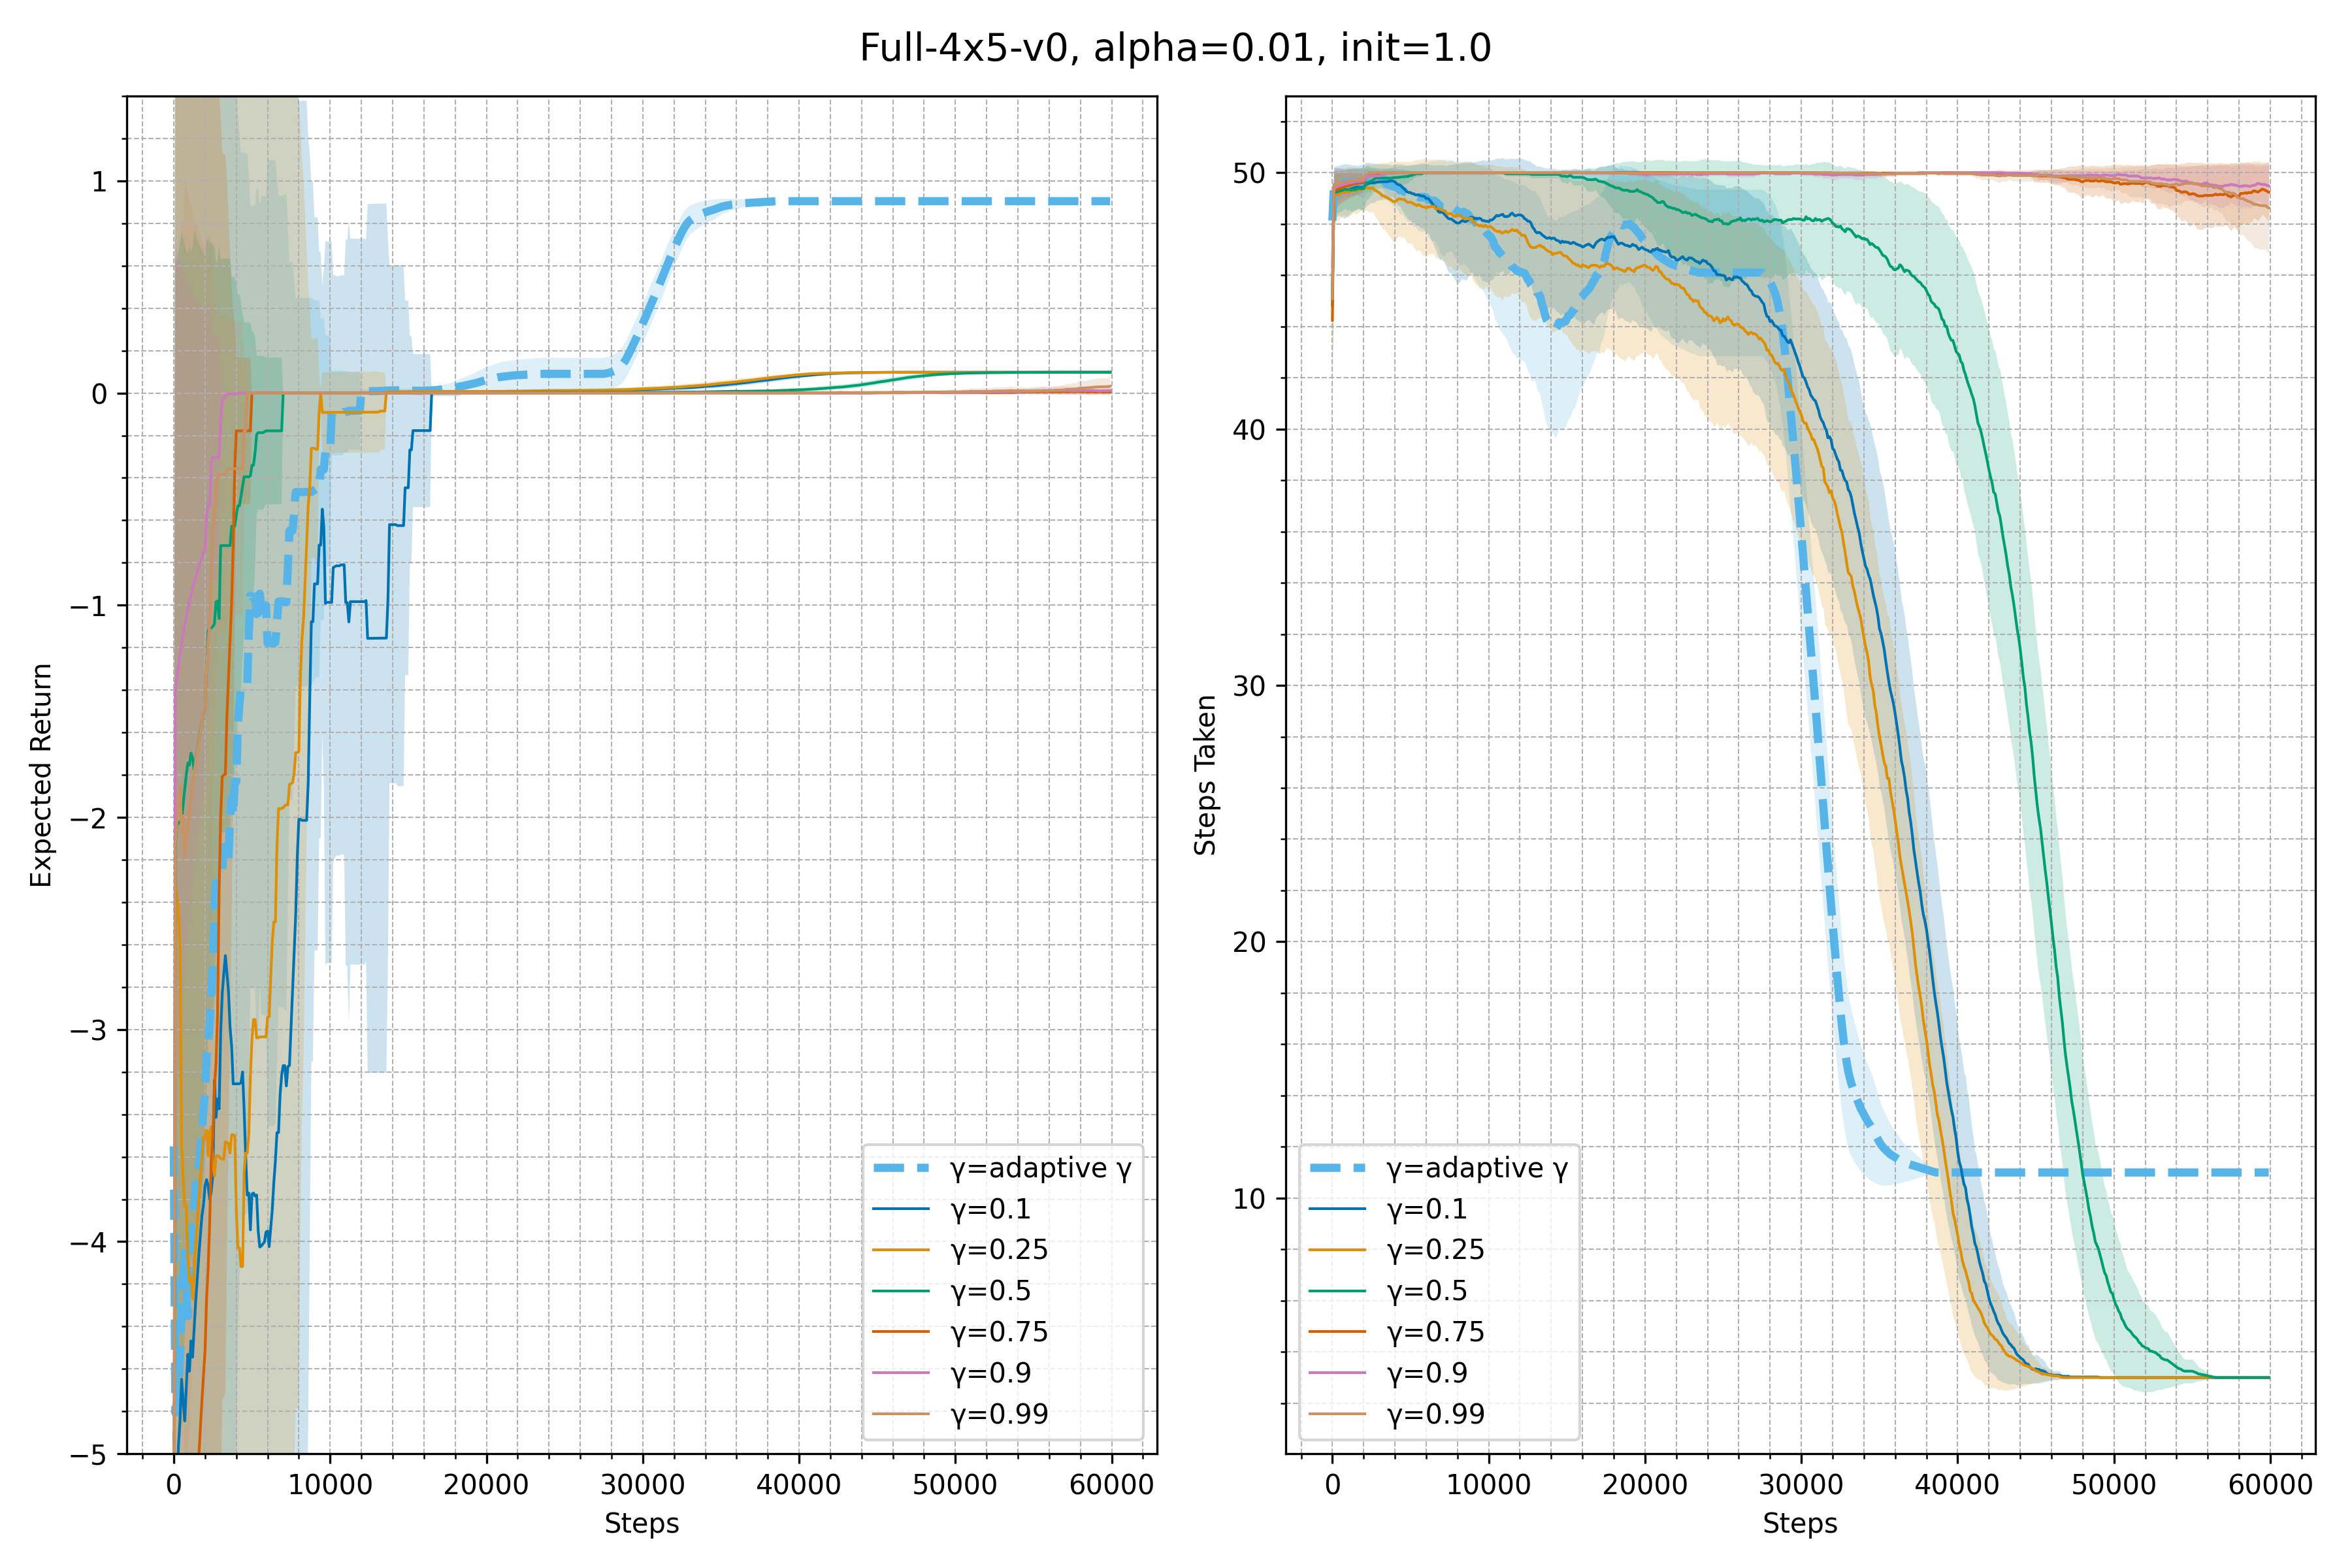 Full-4x5-v0, alpha=0.01, init=1.0
Expected Return
1
0
−1
−2
−3
−4
−5
0 10000 20000 30000 40000 50000 60000
Steps
γ=adaptive γ
γ=0.1
γ=0.25
γ=0.5
γ=0.75
γ=0.9
γ=0.99
Steps Taken
50
40
30
20
10
0 10000 20000 30000 40000 50000 60000
Steps
γ=adaptive γ
γ=0.1
γ=0.25
γ=0.5
γ=0.75
γ=0.9
γ=0.99